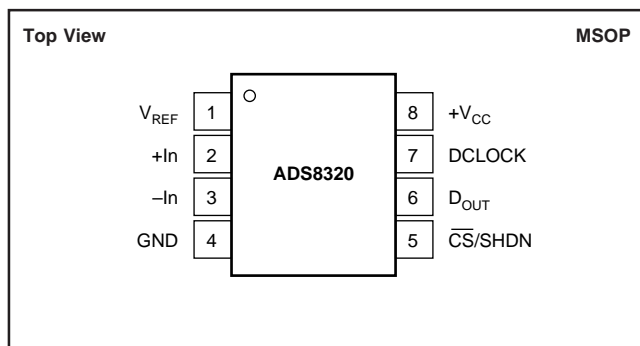 Top View MSOP
V_REF 1 8 +V_CC
+In 2 7 DCLOCK
ADS8320
–In 3 6 D_OUT
GND 4 5 C̅S̅/SHDN